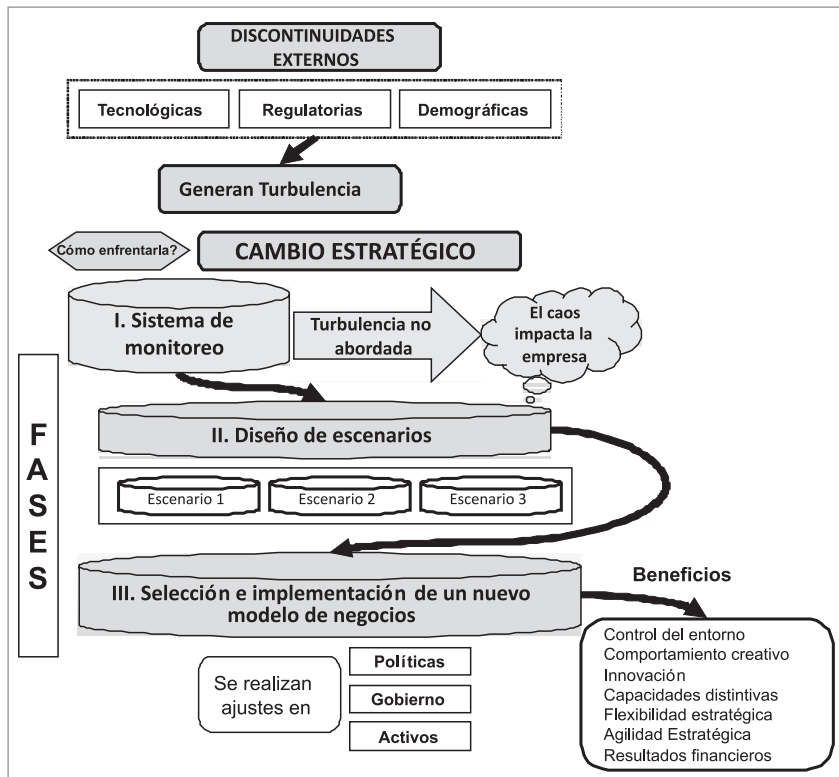 DISCONTINUIDADES
EXTERNOS
Tecnológicas
Regulatorias
Demográficas
Generan Turbulencia
Cómo enfrentarla?
CAMBIO ESTRATÉGICO
I. Sistema de
monitoreo
Turbulencia no
abordada
El caos
impacta la
empresa
FASES
II. Diseño de escenarios
Escenario 1
Escenario 2
Escenario 3
III. Selección e implementación de un nuevo
modelo de negocios
Beneficios
Se realizan
ajustes en
Políticas
Gobierno
Activos
Control del entorno
Comportamiento creativo
Innovación
Capacidades distintivas
Flexibilidad estratégica
Agilidad Estratégica
Resultados financieros